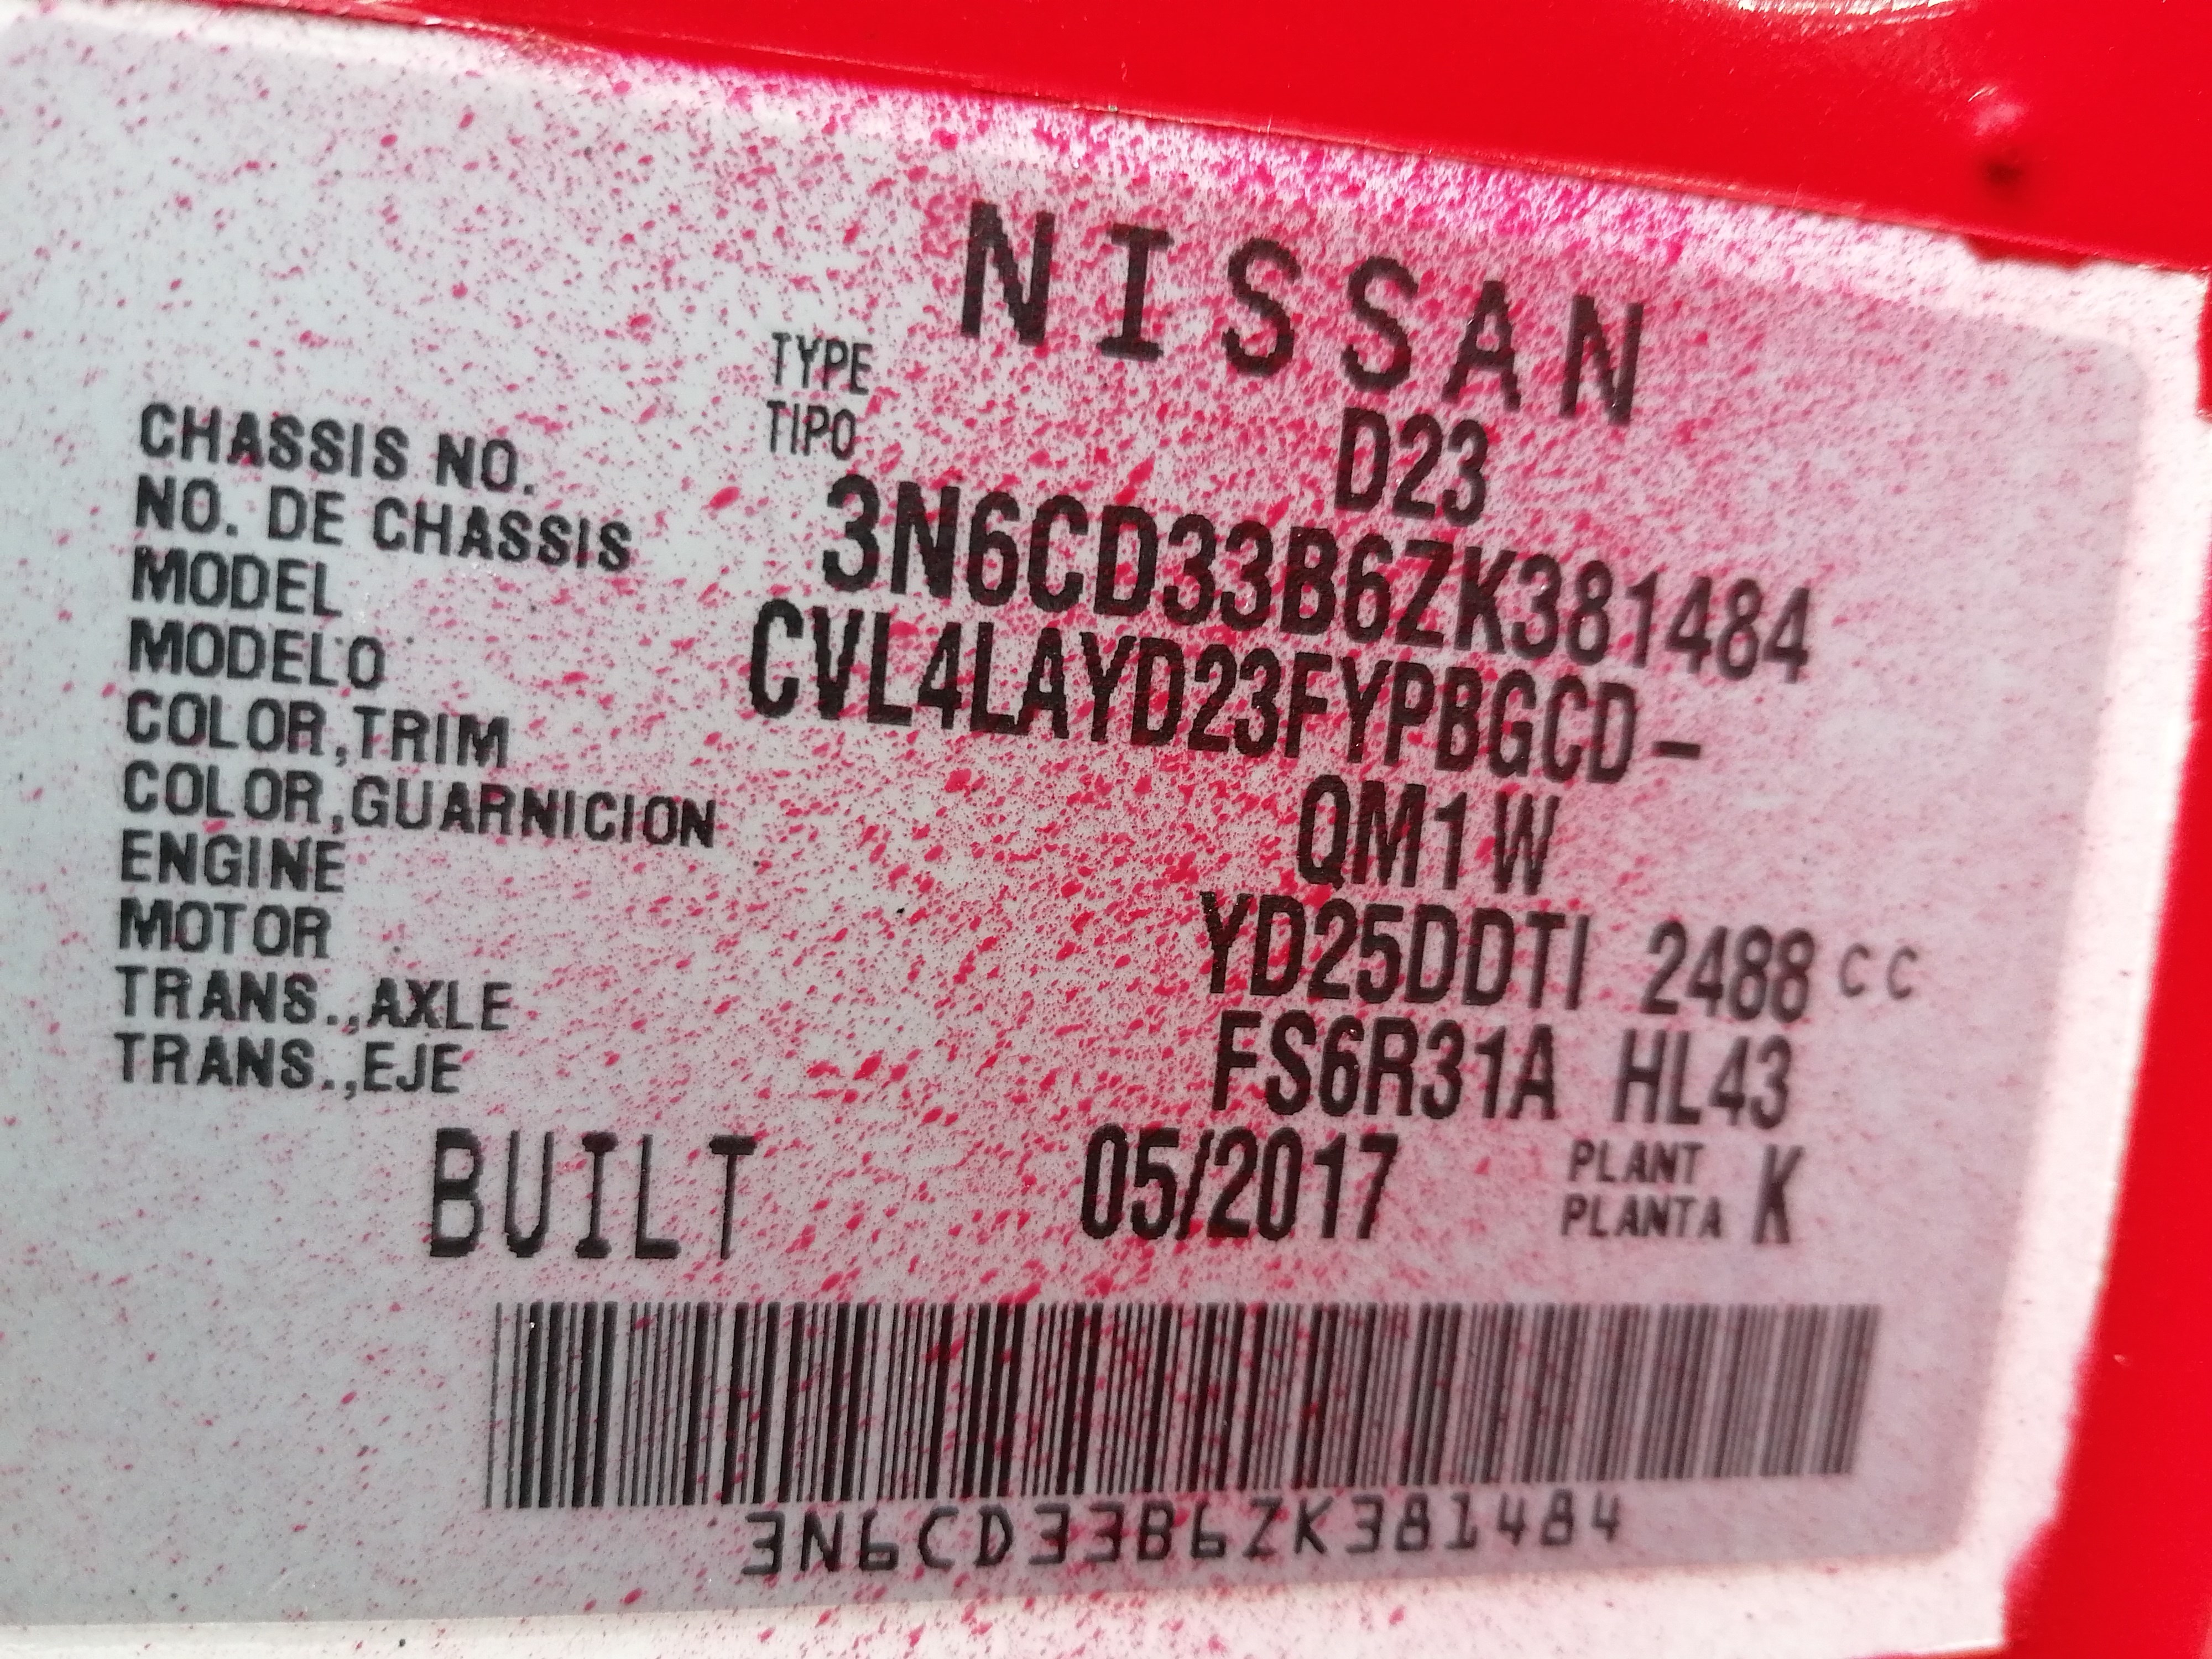 NISSAN
TYPE
TIPO D23
CHASSIS NO.
NO. DE CHASSIS 3N6CD33B6ZK381484
MODEL
MODELO CVL4LAYD23FYPBGCD-
COLOR,TRIM
COLOR,GUARNICION QM1 W
ENGINE
MOTOR YD25DDTI 2488 CC
TRANS.,AXLE
TRANS.,EJE FS6R31A HL43
BUILT 05/2017 PLANT
PLANTA K
3N6CD33B6ZK381484